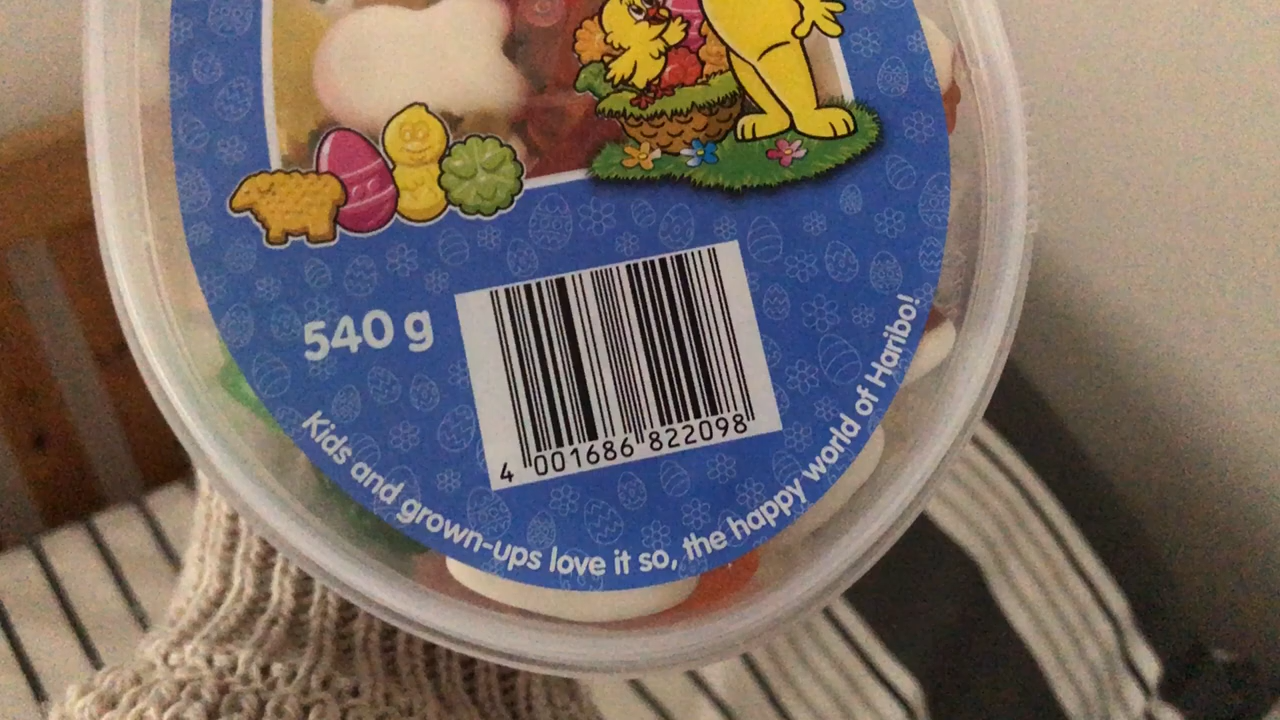 540 g
4 001686 822098
Kids and grown-ups love it so, the happy world of Haribo!